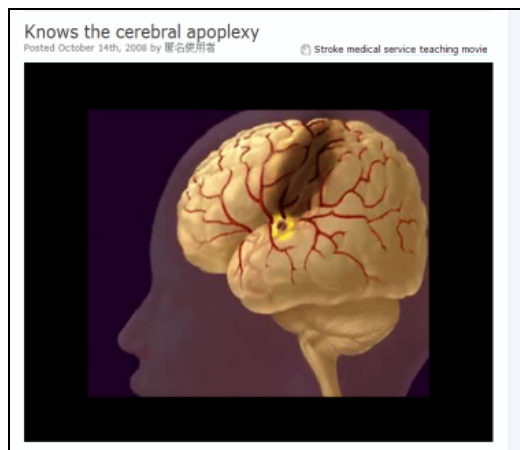 Knows the cerebral apoplexy
Posted October 14th, 2008 by 匿名使用者
Stroke medical service teaching movie